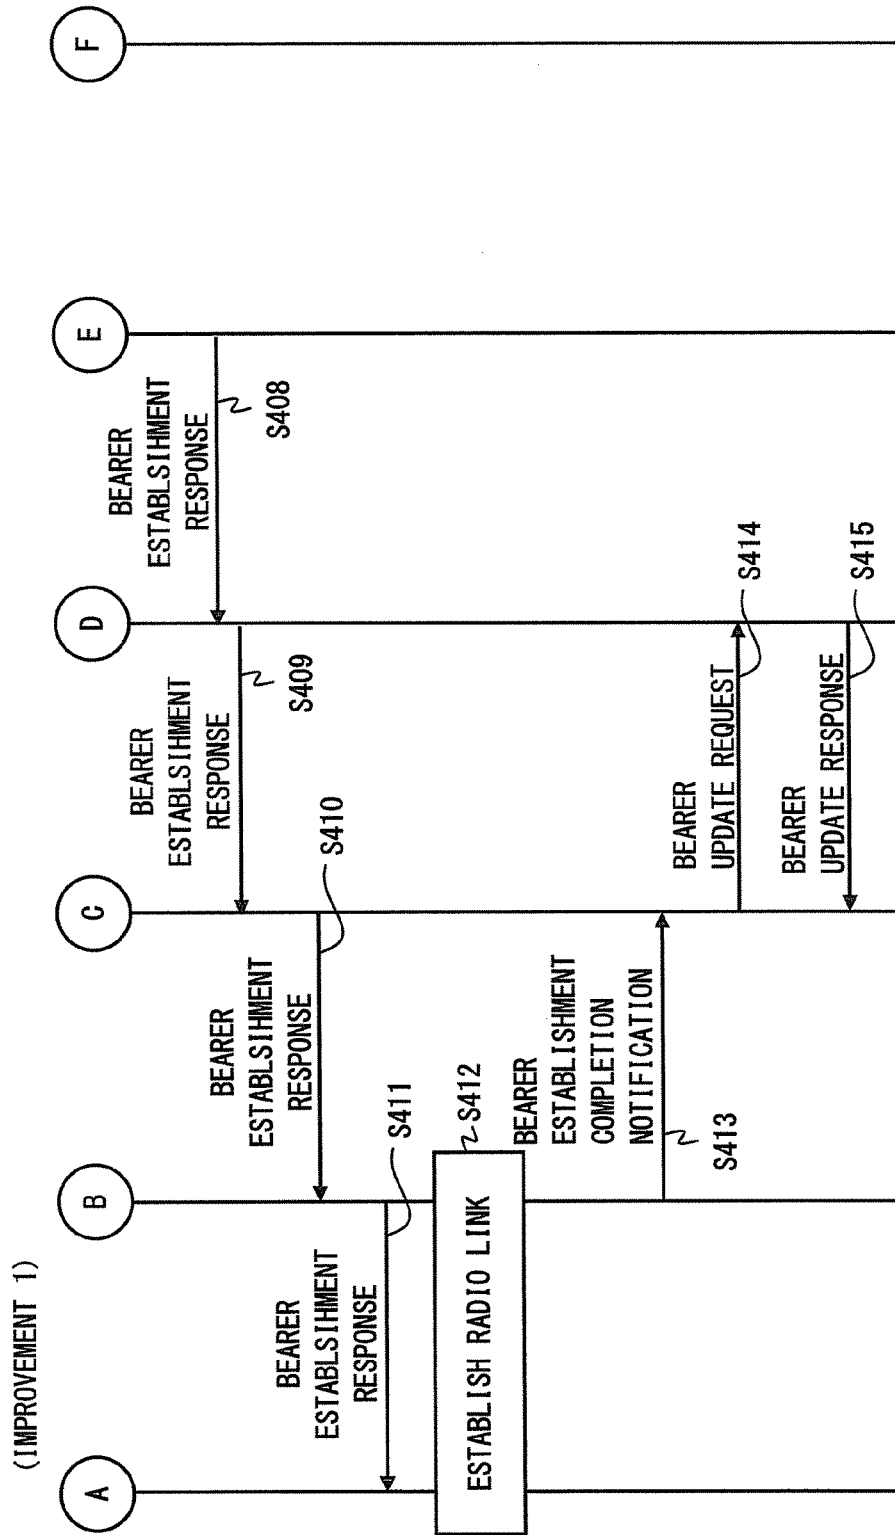 (IMPROVEMENT 1)
A
B
C
D
E
F
BEARER
ESTABLSIHMENT
RESPONSE
S408
BEARER
ESTABLSIHMENT
RESPONSE
S409
BEARER
ESTABLSIHMENT
RESPONSE
S410
BEARER
ESTABLSIHMENT
RESPONSE
S411
ESTABLISH RADIO LINK
S412
BEARER
ESTABLISHMENT
COMPLETION
NOTIFICATION
S413
BEARER
UPDATE REQUEST
S414
BEARER
UPDATE RESPONSE
S415